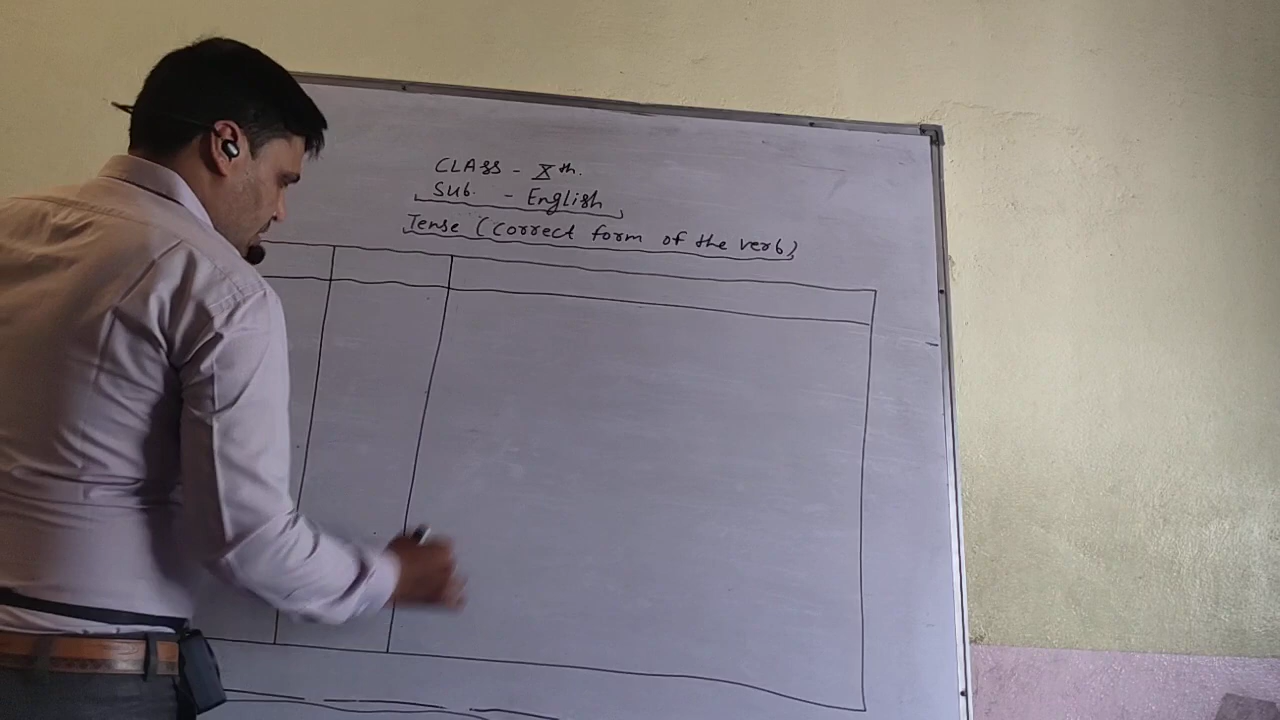 CLASS - Xth.
Sub. - English
Tense (correct form of the verb)